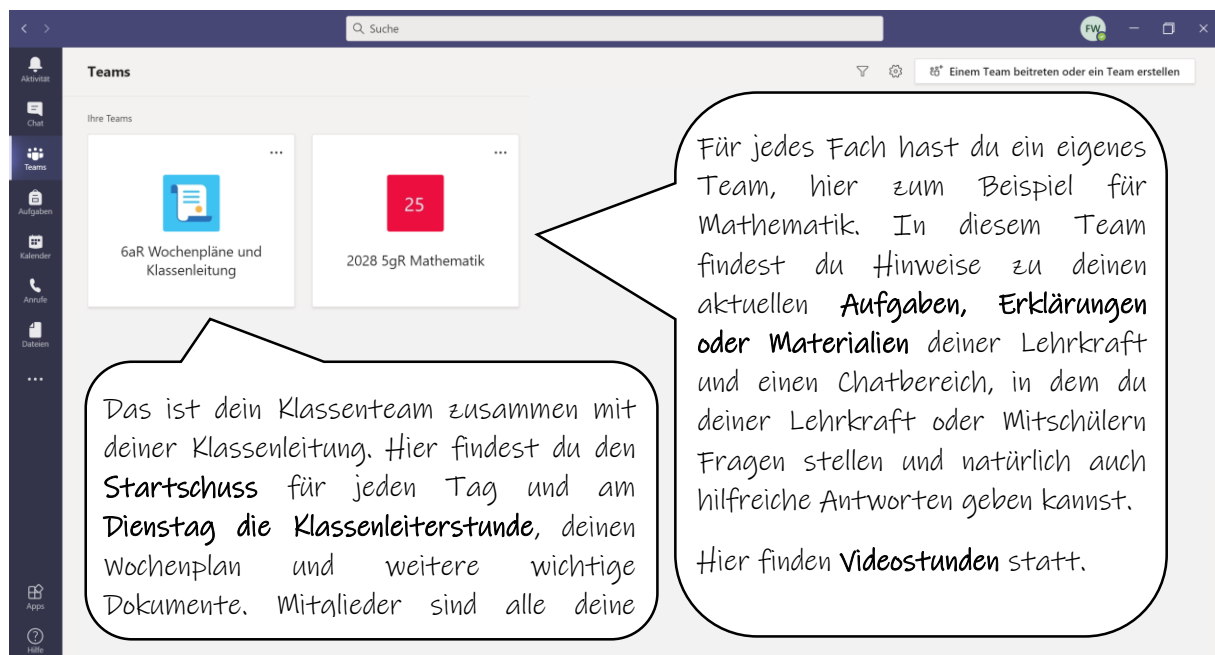 Suche
FW
Aktivität
Chat
Teams
Aufgaben
Kalender
Anrufe
Dateien
Apps
Hilfe
Teams
Einem Team beitreten oder ein Team erstellen
Ihre Teams
6aR Wochenpläne und
Klassenleitung
25
2028 5gR Mathematik
Das ist dein Klassenteam zusammen mit
deiner Klassenleitung. Hier findest du den
Startschuss für jeden Tag und am
Dienstag die Klassenleiterstunde, deinen
Wochenplan und weitere wichtige
Dokumente. Mitglieder sind alle deine
Für jedes Fach hast du ein eigenes
Team, hier zum Beispiel für
Mathematik. In diesem Team
findest du Hinweise zu deinen
aktuellen Aufgaben, Erklärungen
oder Materialien deiner Lehrkraft
und einen Chatbereich, in dem du
deiner Lehrkraft oder Mitschülern
Fragen stellen und natürlich auch
hilfreiche Antworten geben kannst.
Hier finden Videostunden statt.